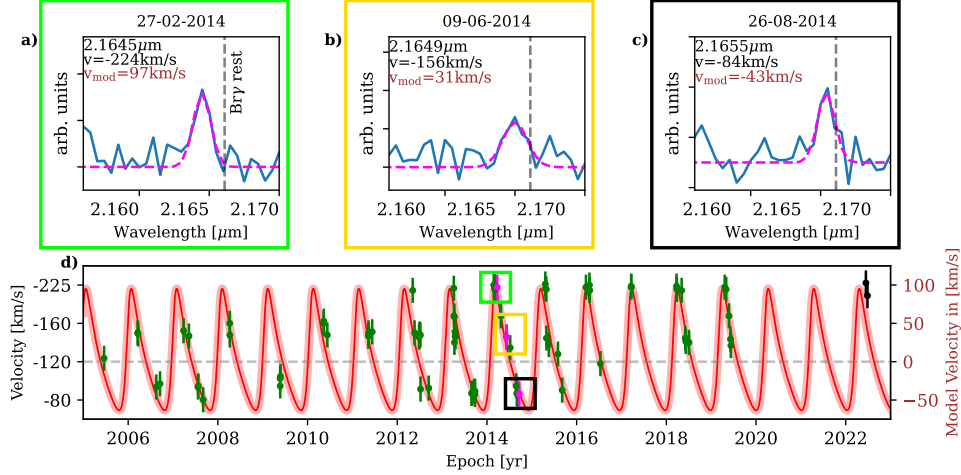 27-02-2014
a)
2.1645μm
v=-224km/s
v_mod=97km/s
Brγ rest
arb. units
2.160 2.165 2.170
Wavelength [μm]
09-06-2014
b)
2.1649μm
v=-156km/s
v_mod=31km/s
arb. units
2.160 2.165 2.170
Wavelength [μm]
26-08-2014
c)
2.1655μm
v=-84km/s
v_mod=-43km/s
arb. units
2.160 2.165 2.170
Wavelength [μm]
d)
Velocity [km/s]
-225
-160
-120
-80
100
50
0
−50
Model Velocity in [km/s]
2006 2008 2010 2012 2014 2016 2018 2020 2022
Epoch [yr]